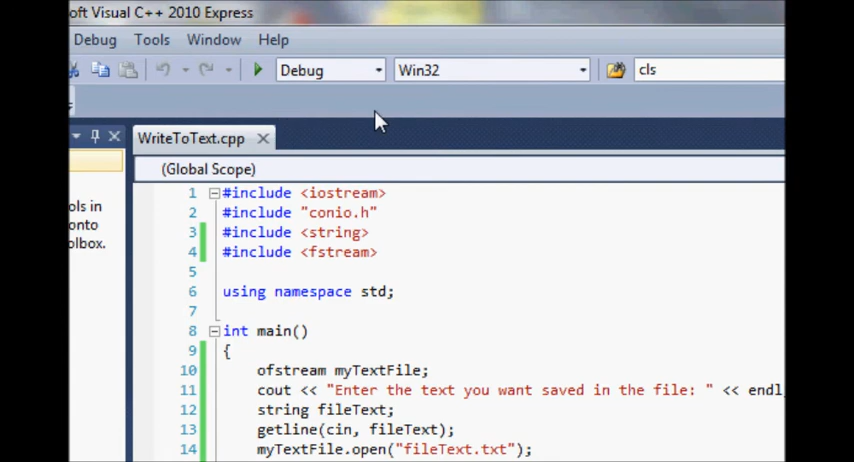 oft Visual C++ 2010 Express
Debug Tools Window Help
Debug Win32 cls
WriteToText.cpp
(Global Scope)
ols in
onto
olbox.
1 #include <iostream>
2 #include "conio.h"
3 #include <string>
4 #include <fstream>
5
6 using namespace std;
7
8 int main()
9 {
10 ofstream myTextFile;
11 cout << "Enter the text you want saved in the file: " << endl
12 string fileText;
13 getline(cin, fileText);
14 myTextFile.open("fileText.txt");